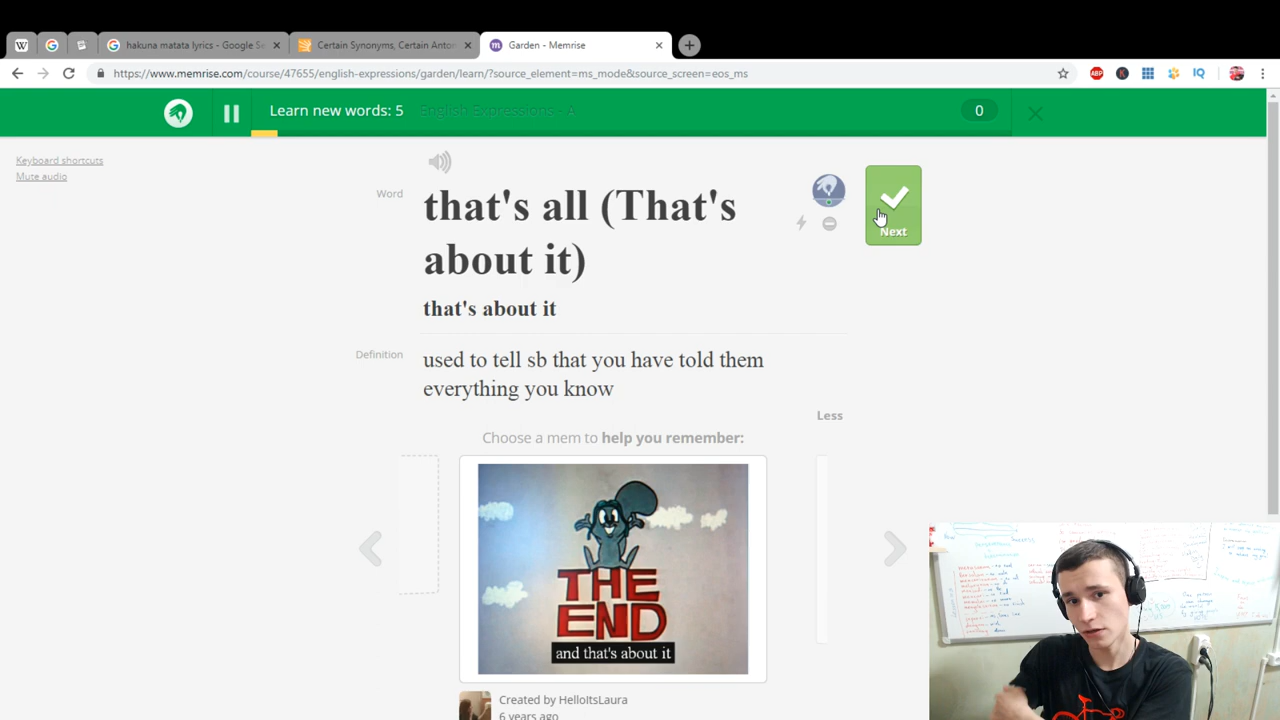 hakuna matata lyrics - Google Se
Certain Synonyms, Certain Anton
Garden - Memrise
https://www.memrise.com/course/47655/english-expressions/garden/learn/?source_element=ms_mode&source_screen=eos_ms
ABP
IQ
Learn new words: 5
English Expressions - A
0
Keyboard shortcuts
Mute audio
Word
that's all (That's
about it)
that's about it
Next
Definition
used to tell sb that you have told them
everything you know
Less
Choose a mem to help you remember:
THE
END
and that's about it
Created by HelloItsLaura
6 years ago